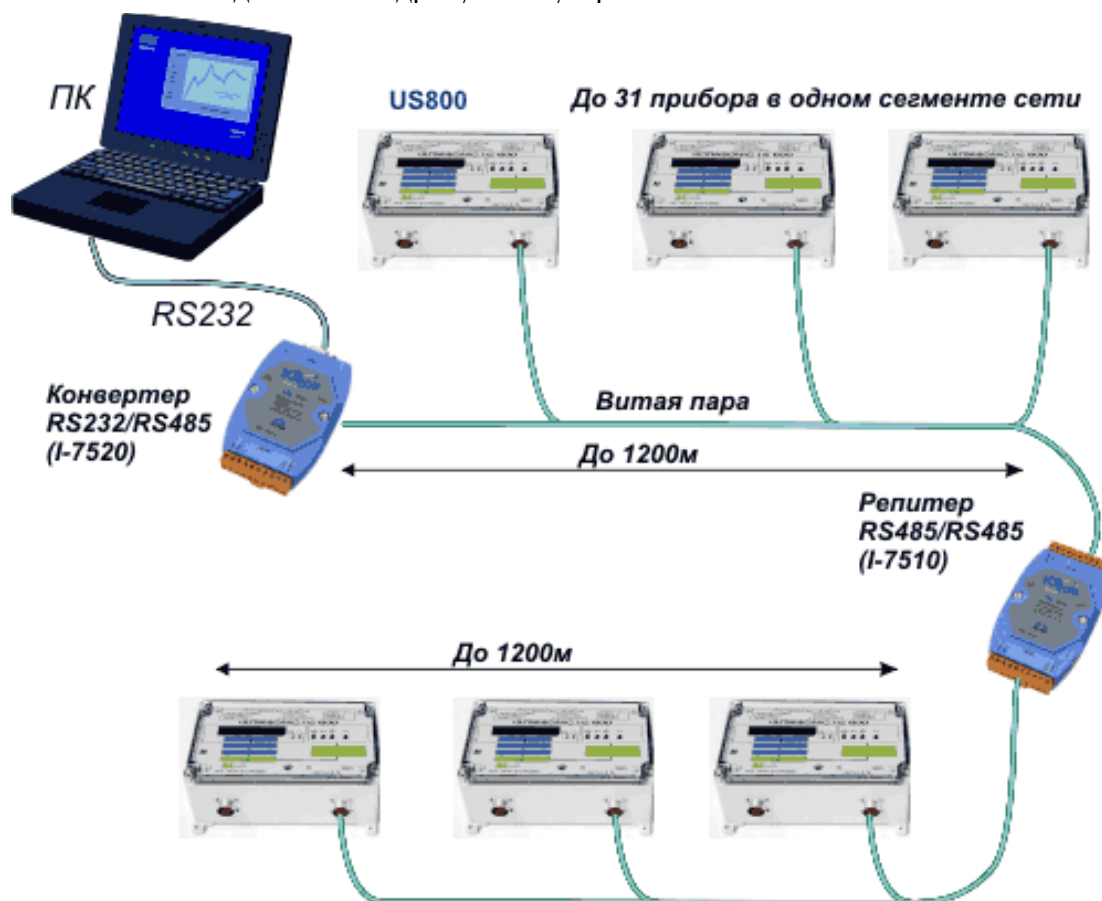 ПК
US800
До 31 прибора в одном сегменте сети
RS232
Конвертер
RS232/RS485
(I-7520)
Витая пара
До 1200м
Репитер
RS485/RS485
(I-7510)
До 1200м